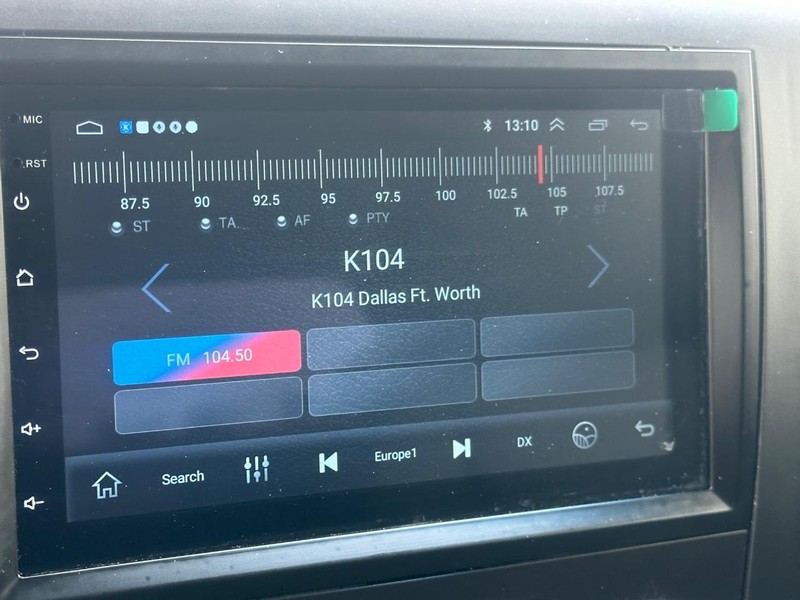 MIC
13:10
RST
87.5 90 92.5 95 97.5 100 102.5 105 107.5
ST TA AF PTY TA TP ST
K104
K104 Dallas Ft. Worth
FM 104.50
Search Europe1 DX